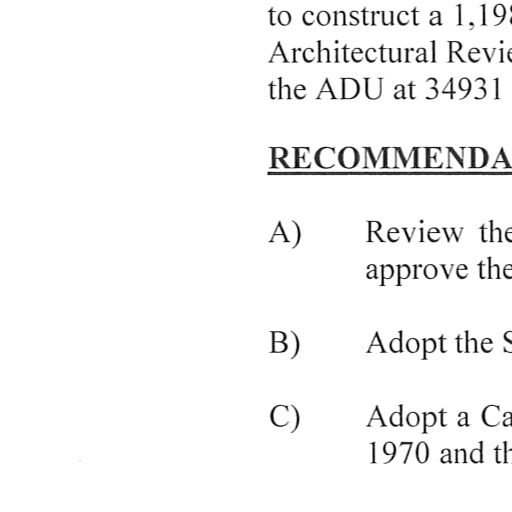 to construct a 1,198
Architectural Revie
the ADU at 34931
RECOMMENDA
A) Review the
approve the
B) Adopt the S
C) Adopt a Ca
1970 and th